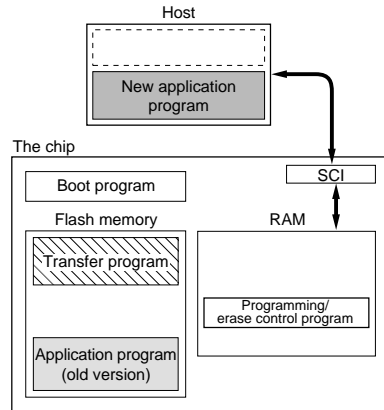 Host
New application
program
The chip
SCI
Boot program
Flash memory
RAM
Transfer program
Programming/
erase control program
Application program
(old version)